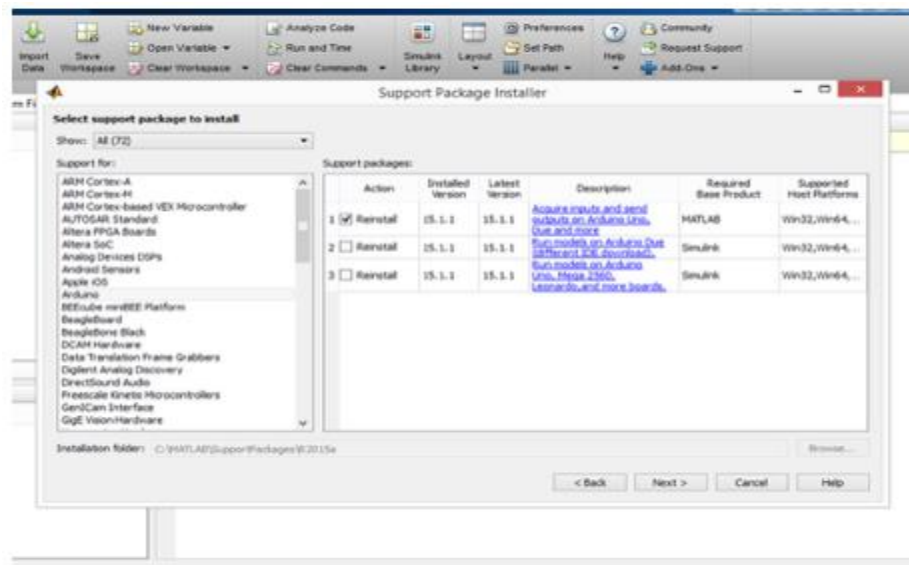 New Variable
Analyze Code
Preferences
Community
Open Variable
Run and Time
Set Path
Request Support
Import
Data
Save
Workspace
Clear Workspace
Clear Commands
Simulink
Library
Layout
Parallel
Help
Add-Ons
Support Package Installer
Select support package to install
Show: All (72)
Support for:
Support packages:
ARM Cortex-A
ARM Cortex-M
ARM Cortex-based VEX Microcontroller
AUTOSAR Standard
Altera FPGA Boards
Altera SoC
Analog Devices DSPs
Android Sensors
Apple iOS
Arduino
BEEcube miniBEE Platform
BeagleBoard
BeagleBone Black
DCAM Hardware
Data Translation Frame Grabbers
Digilent Analog Discovery
DirectSound Audio
Freescale Kinetis Microcontrollers
GenICam Interface
GigE Vision Hardware
Action
Installed
Version
Latest
Version
Description
Required
Base Product
Supported
Host Platforms
1 Reinstall 15.1.1 15.1.1
Acquire inputs and send
outputs on Arduino Uno,
Due and more
MATLAB Win32,Win64,...
2 Reinstall 15.1.1 15.1.1
Run models on Arduino Due
(different IDE download).
Simulink Win32,Win64,...
3 Reinstall 15.1.1 15.1.1
Run models on Arduino
Uno, Mega 2560,
Leonardo,and more boards.
Simulink Win32,Win64,...
Installation folder: C:\MATLAB\SupportPackages\R2015a
Browse...
< Back Next > Cancel Help